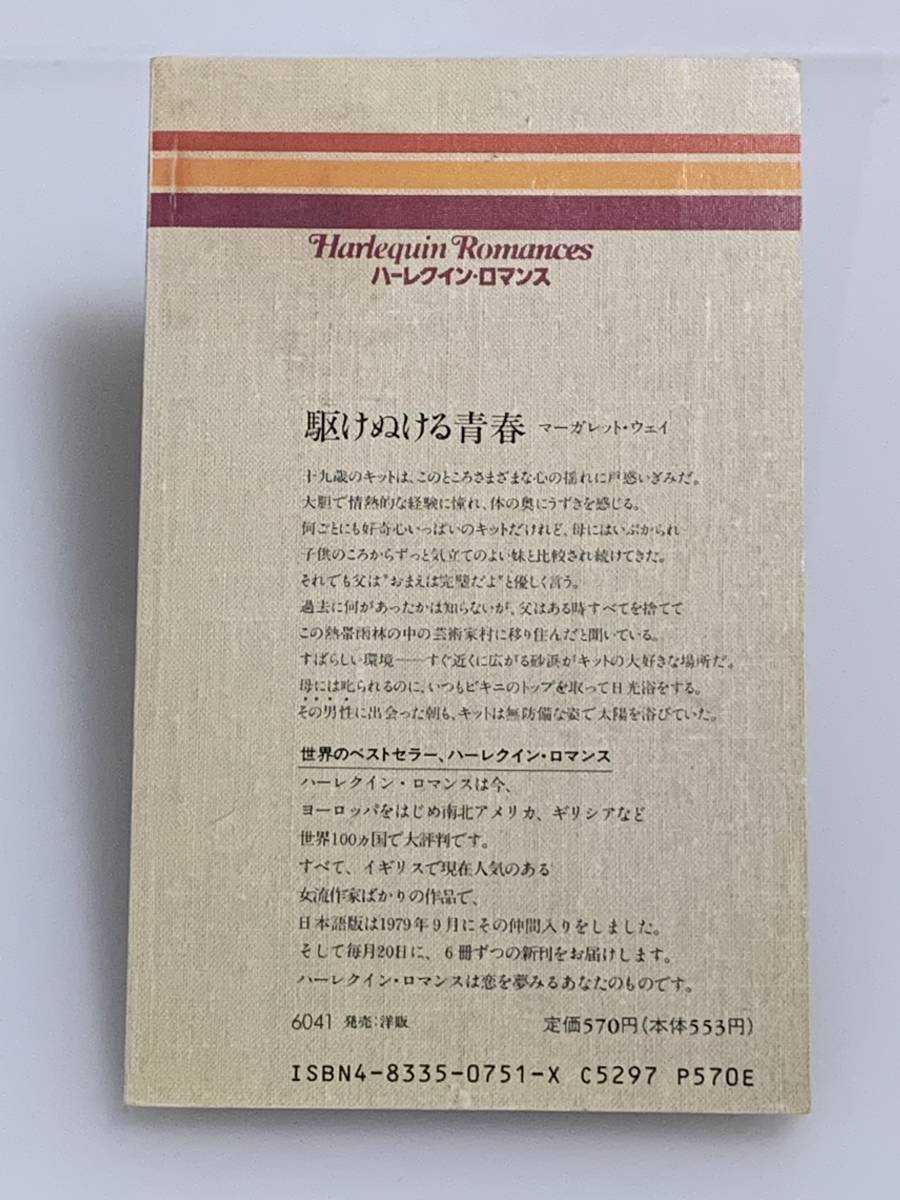 Harlequin Romances
ハーレクイン・ロマンス
駆けぬける青春 マーガレット・ウェイ
十九歳のキットは、このところさまざまな心の揺れに戸惑いぎみだ。
大胆で情熱的な経験に憧れ、体の奥にうずきを感じる。
何ごとにも好奇心いっぱいのキットだけれど、母にはいぶかられ
子供のころからずっと気立てのよい妹と比較され続けてきた。
それでも父は"おまえは完璧だよ"と優しく言う。
過去に何があったかは知らないが、父はある時すべてを捨てて
この熱帯雨林の中の芸術家村に移り住んだと聞いている。
すばらしい環境——すぐ近くに広がる砂浜がキットの大好きな場所だ。
母には叱られるのに、いつもビキニのトップを取って日光浴をする。
その男性に出会った朝も、キットは無防備な姿で太陽を浴びていた。
世界のベストセラー、ハーレクイン・ロマンス
ハーレクイン・ロマンスは今、
ヨーロッパをはじめ南北アメリカ、ギリシアなど
世界100ヵ国で大評判です。
すべて、イギリスで現在人気のある
女流作家ばかりの作品で、
日本語版は1979年9月にその仲間入りをしました。
そして毎月20日に、6冊ずつの新刊をお届けします。
ハーレクイン・ロマンスは恋を夢みるあなたのものです。
6041 発売:洋販 定価570円(本体553円)
ISBN4-8335-0751-X C5297 P570E